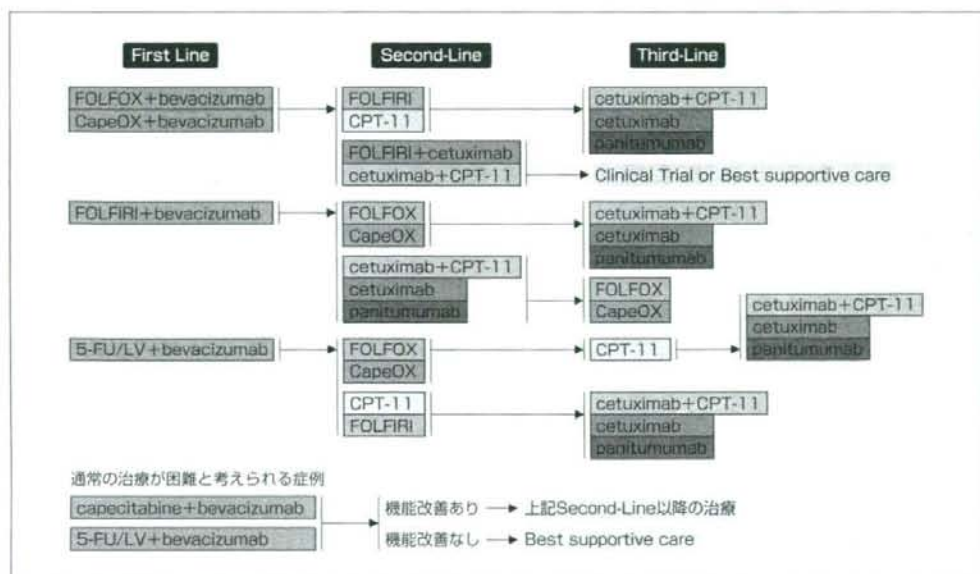 First Line
Second-Line
Third-Line
FOLFOX+bevacizumab
CapeOX+bevacizumab
FOLFIRI
CPT-11
cetuximab+CPT-11
cetuximab
panitumumab
FOLFIRI+cetuximab
cetuximab+CPT-11
Clinical Trial or Best supportive care
FOLFIRI+bevacizumab
FOLFOX
CapeOX
cetuximab+CPT-11
cetuximab
panitumumab
cetuximab+CPT-11
cetuximab
panitumumab
FOLFOX
CapeOX
5-FU/LV+bevacizumab
FOLFOX
CapeOX
CPT-11
cetuximab+CPT-11
cetuximab
panitumumab
CPT-11
FOLFIRI
cetuximab+CPT-11
cetuximab
panitumumab
通常の治療が困難と考えられる症例
capecitabine+bevacizumab
5-FU/LV+bevacizumab
機能改善あり
上記Second-Line以降の治療
機能改善なし
Best supportive care